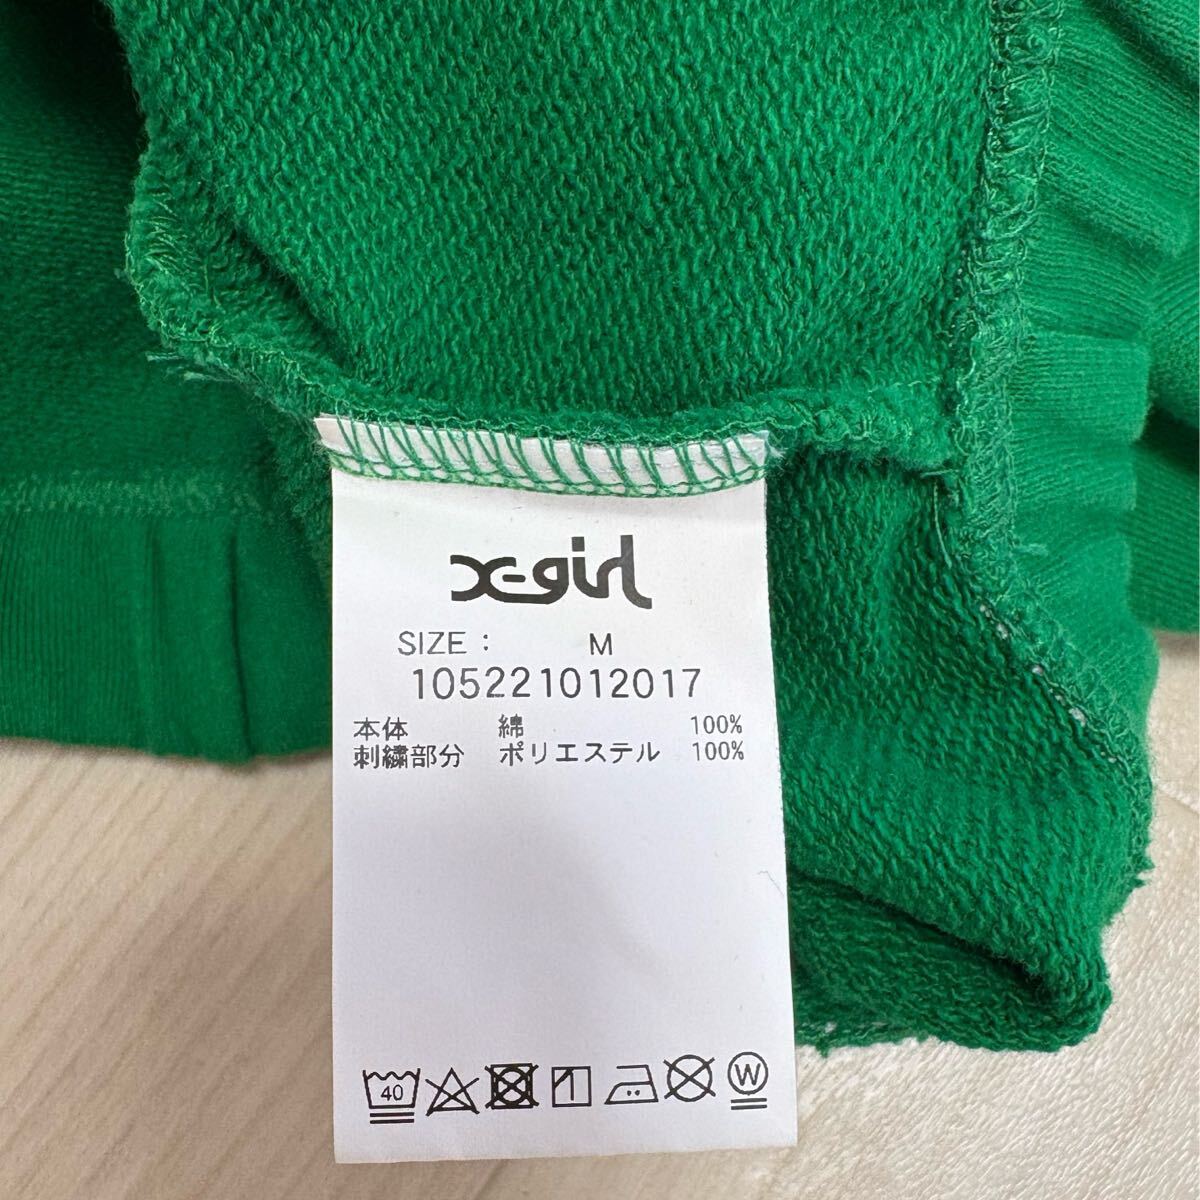 X-girl
SIZE : M
105221012017
本体 綿 100%
刺繍部分 ポリエステル 100%
40 W